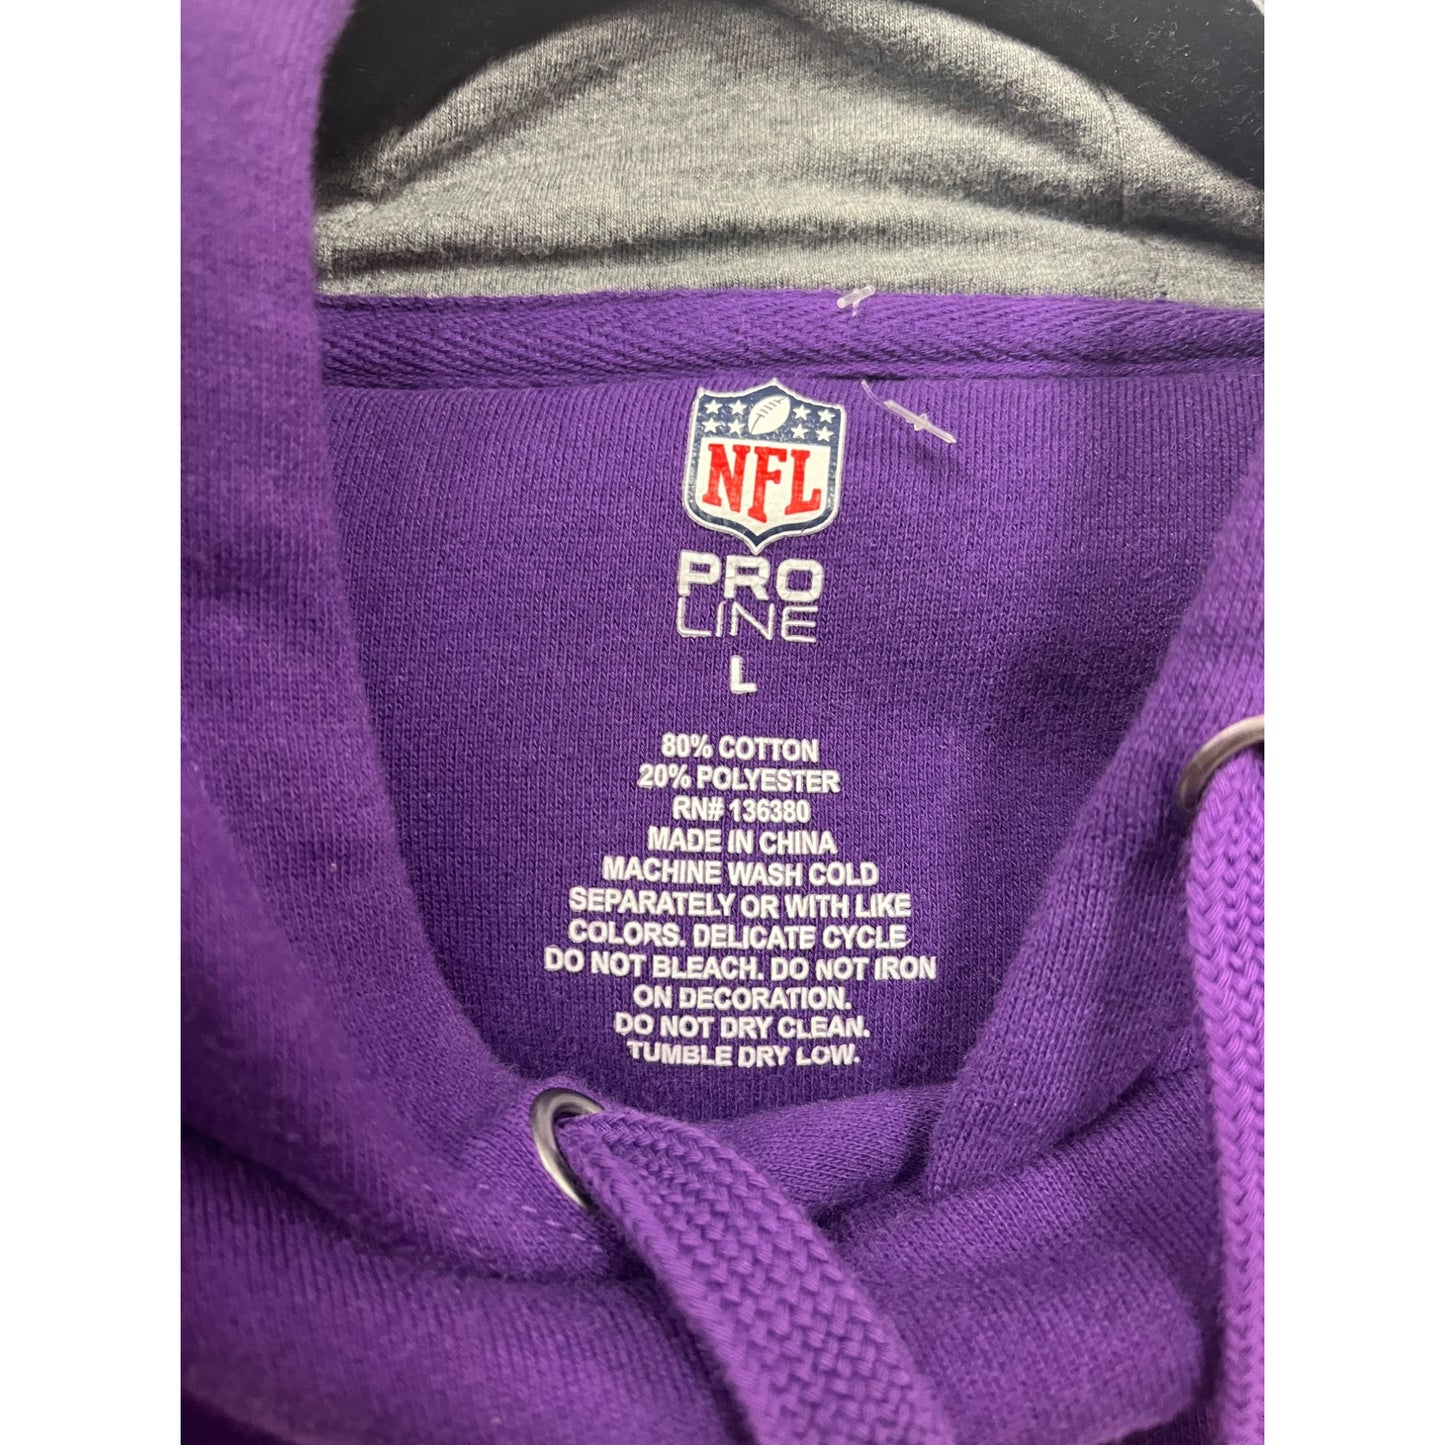 NFL
PRO
LINE
L
80% COTTON
20% POLYESTER
RN# 136380
MADE IN CHINA
MACHINE WASH COLD
SEPARATELY OR WITH LIKE
COLORS. DELICATE CYCLE
DO NOT BLEACH. DO NOT IRON
ON DECORATION.
DO NOT DRY CLEAN.
TUMBLE DRY LOW.